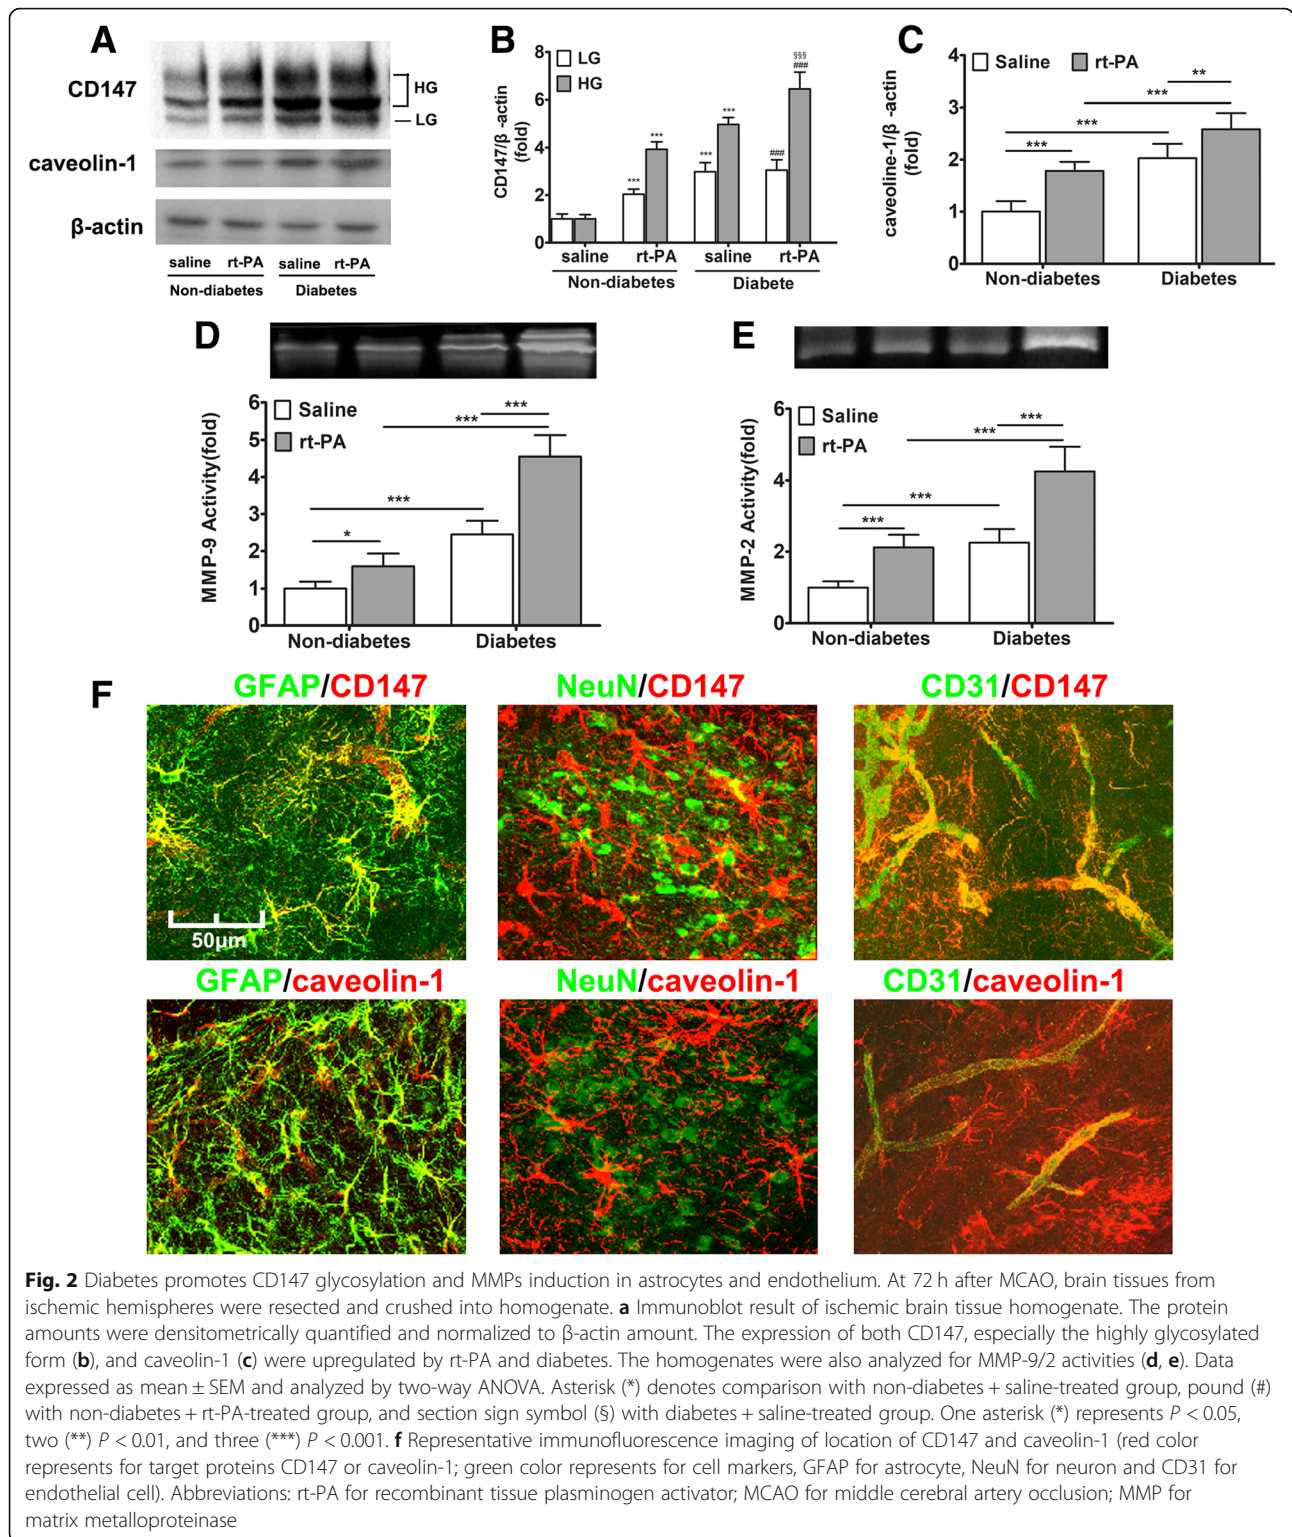 A
CD147
HG
LG
caveolin-1
β-actin
saline rt-PA saline rt-PA
Non-diabetes Diabetes
B
LG
HG
CD147/β -actin
(fold)
8
6
4
2
0
***
***
***
***
###
§§§
###
saline rt-PA saline rt-PA
Non-diabetes Diabete
C
Saline rt-PA
caveoline-1/β -actin
(fold)
4
3
2
1
0
**
***
***
***
Non-diabetes Diabetes
D
Saline
rt-PA
MMP-9 Activity(fold)
6
5
4
3
2
1
0
***
***
***
*
Non-diabetes Diabetes
E
Saline
rt-PA
MMP-2 Activity(fold)
6
4
2
0
***
***
***
***
Non-diabetes Diabetes
F
GFAP/CD147 NeuN/CD147 CD31/CD147
50μm
GFAP/caveolin-1 NeuN/caveolin-1 CD31/caveolin-1
Fig. 2 Diabetes promotes CD147 glycosylation and MMPs induction in astrocytes and endothelium. At 72 h after MCAO, brain tissues from
ischemic hemispheres were resected and crushed into homogenate. a Immunoblot result of ischemic brain tissue homogenate. The protein
amounts were densitometrically quantified and normalized to β-actin amount. The expression of both CD147, especially the highly glycosylated
form (b), and caveolin-1 (c) were upregulated by rt-PA and diabetes. The homogenates were also analyzed for MMP-9/2 activities (d, e). Data
expressed as mean ± SEM and analyzed by two-way ANOVA. Asterisk (*) denotes comparison with non-diabetes + saline-treated group, pound (#)
with non-diabetes + rt-PA-treated group, and section sign symbol (§) with diabetes + saline-treated group. One asterisk (*) represents P < 0.05,
two (**) P < 0.01, and three (***) P < 0.001. f Representative immunofluorescence imaging of location of CD147 and caveolin-1 (red color
represents for target proteins CD147 or caveolin-1; green color represents for cell markers, GFAP for astrocyte, NeuN for neuron and CD31 for
endothelial cell). Abbreviations: rt-PA for recombinant tissue plasminogen activator; MCAO for middle cerebral artery occlusion; MMP for
matrix metalloproteinase